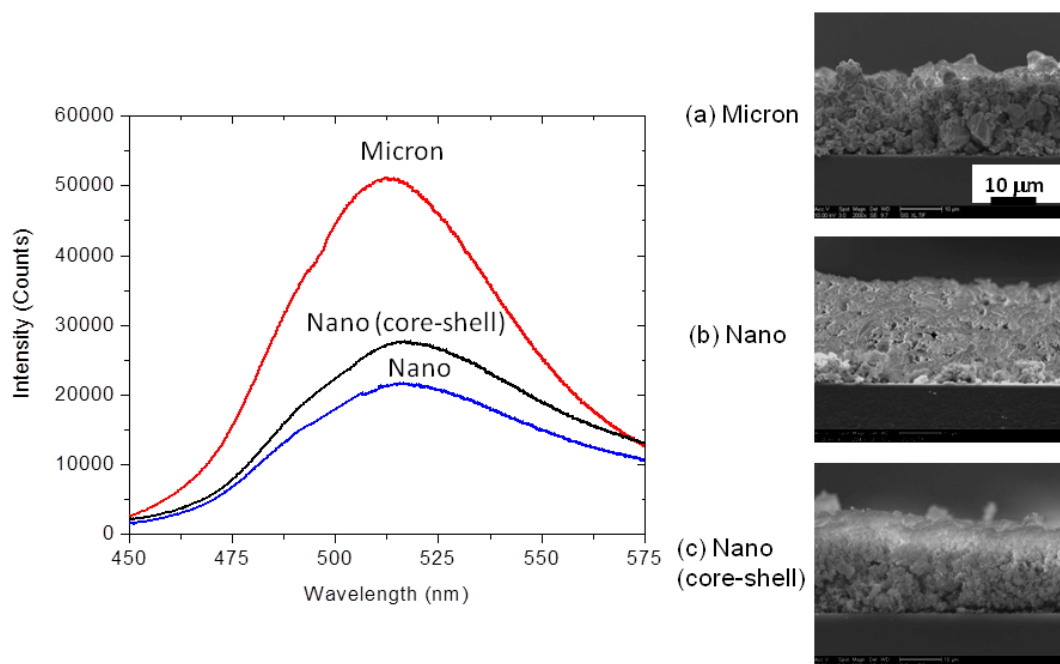 60000
50000
40000
30000
20000
10000
0
450
475
500
525
550
575
Intensity (Counts)
Wavelength (nm)
Micron
Nano (core-shell)
Nano
(a) Micron
10 μm
(b) Nano
(c) Nano
(core-shell)